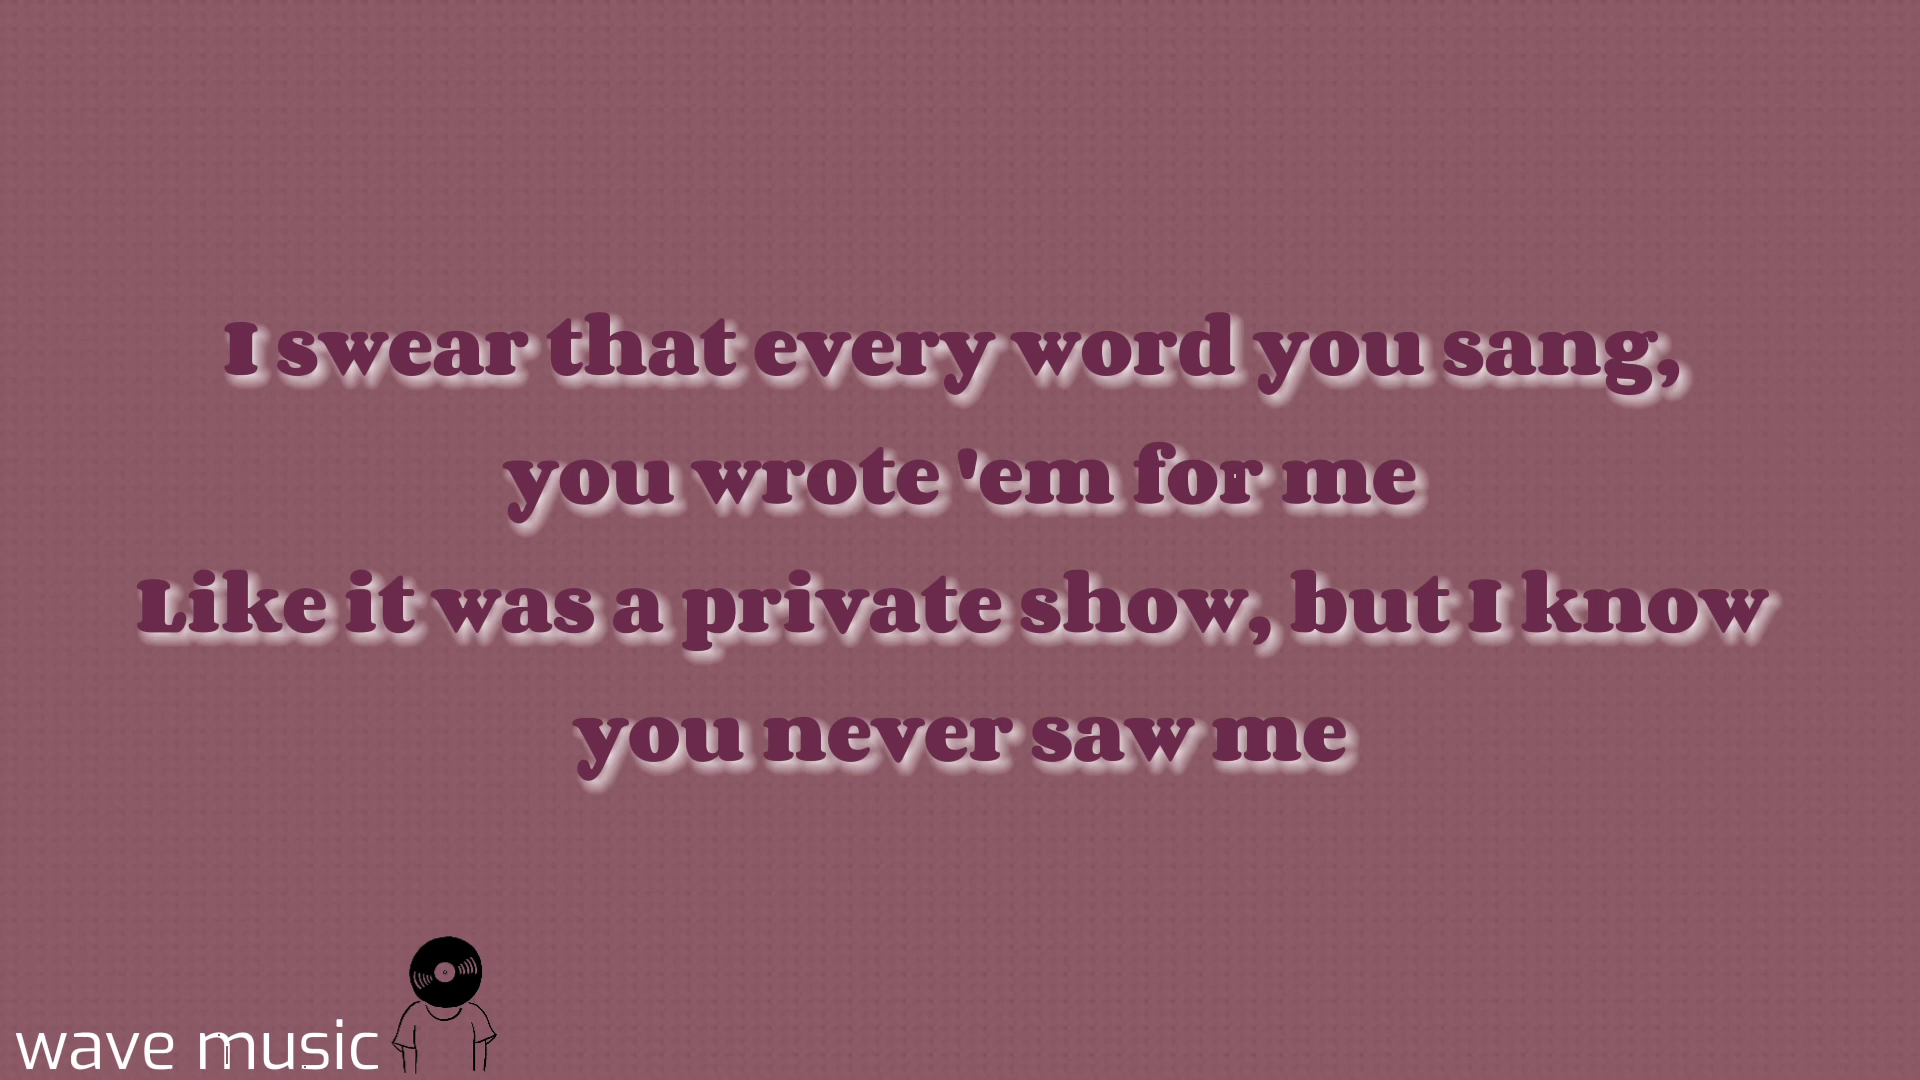 I swear that every word you sang,
you wrote 'em for me
Like it was a private show, but I know
you never saw me
wave music